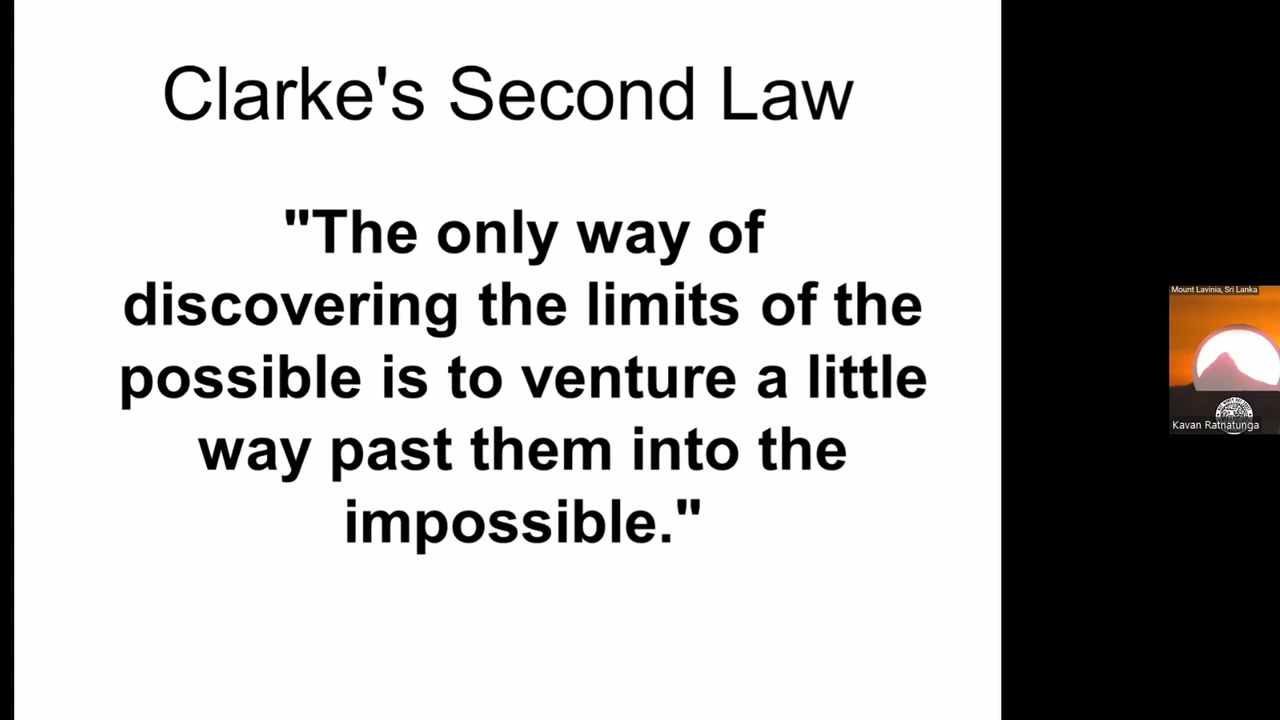 Clarke's Second Law
"The only way of
discovering the limits of the
possible is to venture a little
way past them into the
impossible."
Mount Lavinia, Sri Lanka
Kavan Ratnatunga